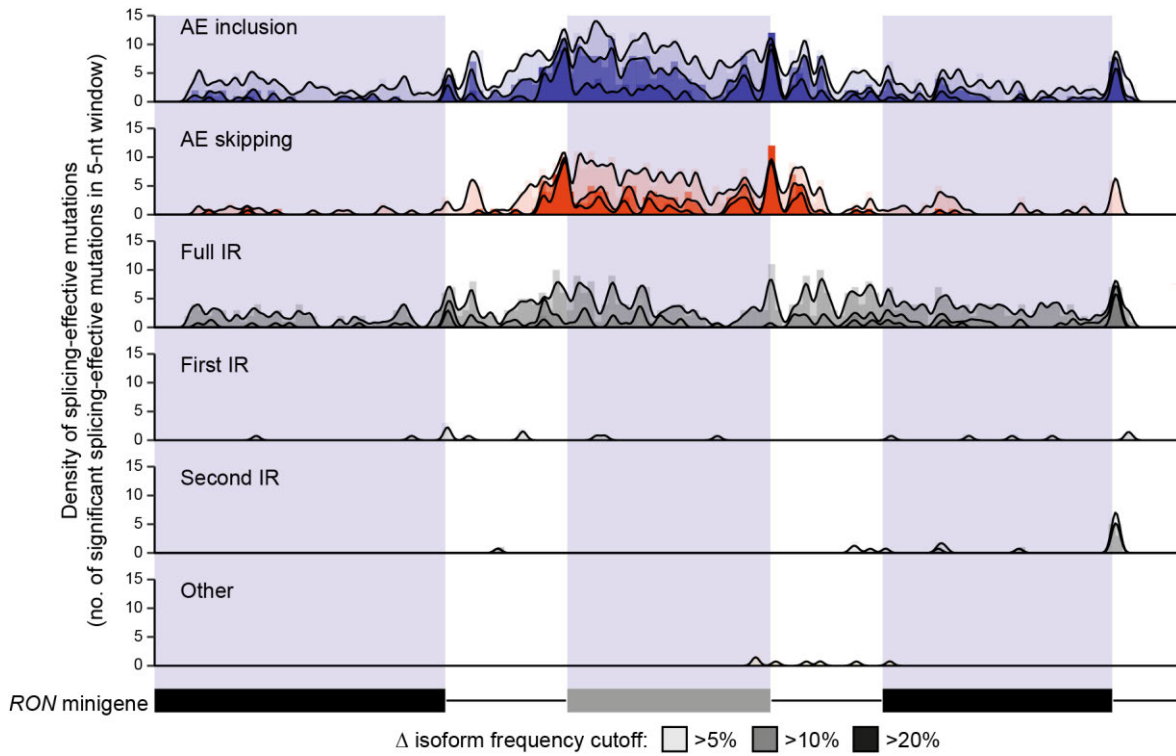 Density of splicing-effective mutations
(no. of significant splicing-effective mutations in 5-nt window)
AE inclusion
15
10
5
0
AE skipping
15
10
5
0
Full IR
15
10
5
0
First IR
15
10
5
0
Second IR
15
10
5
0
Other
15
10
5
0
RON minigene
Δ isoform frequency cutoff: >5% >10% >20%